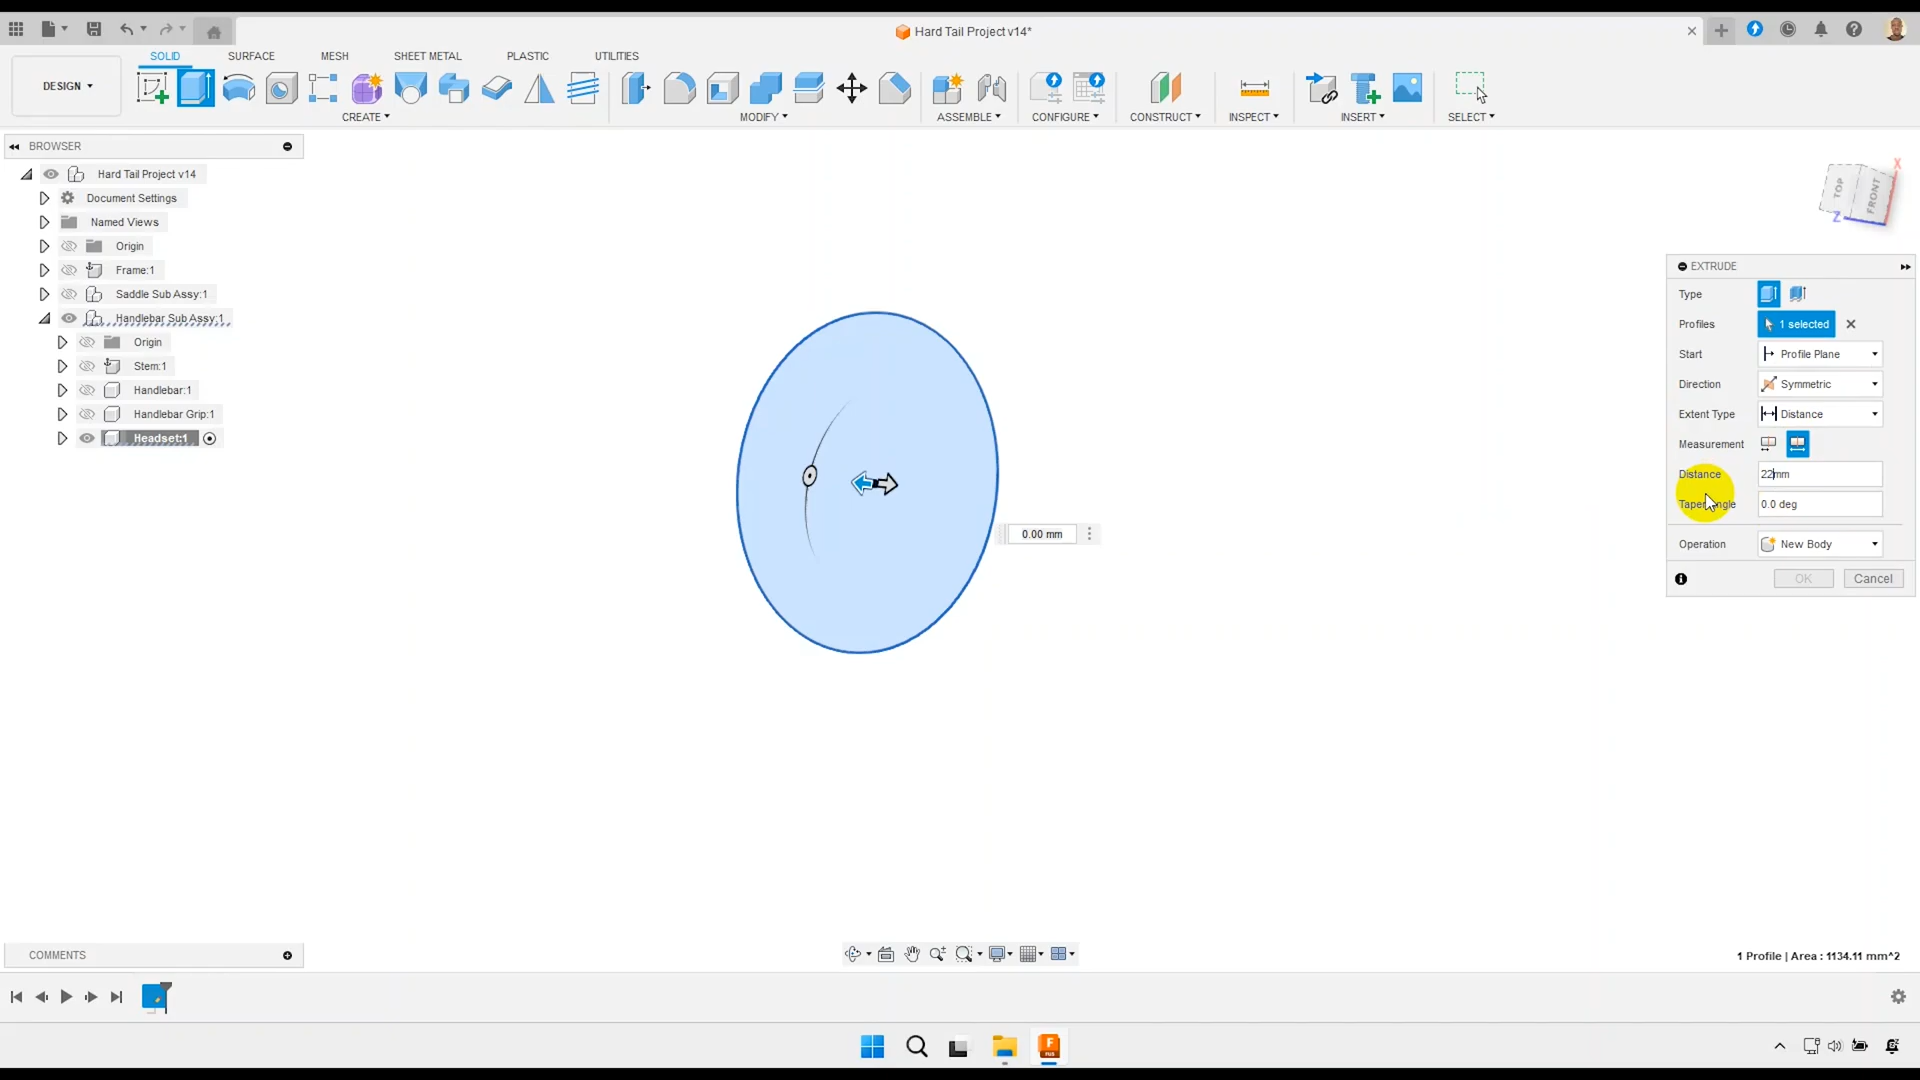 Hard Tail Project v14*
DESIGN
SOLID SURFACE MESH SHEET METAL PLASTIC UTILITIES
CREATE MODIFY ASSEMBLE CONFIGURE CONSTRUCT INSPECT INSERT SELECT
BROWSER
Hard Tail Project v14
Document Settings
Named Views
Origin
Frame:1
Saddle Sub Assy:1
Handlebar Sub Assy:1
Origin
Stem:1
Handlebar:1
Handlebar Grip:1
Headset:1
0.00 mm
X
TOP
FRONT
Z
EXTRUDE
Type
Profiles 1 selected
Start Profile Plane
Direction Symmetric
Extent Type Distance
Measurement
Distance 22mm
Taper Angle 0.0 deg
Operation New Body
OK Cancel
COMMENTS
1 Profile | Area : 1134.11 mm^2